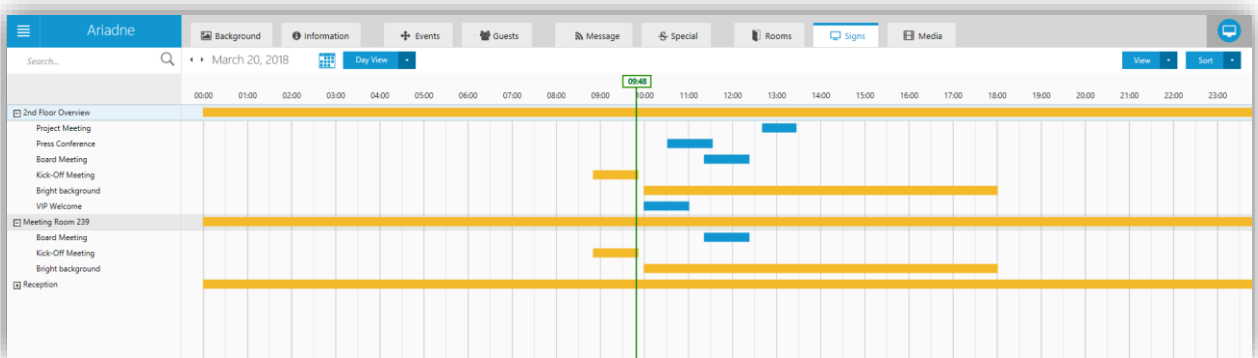 Ariadne Background Information Events Guests Message Special Rooms Signs Media
Search... March 20, 2018 Day View View Sort
09:48
00:00 01:00 02:00 03:00 04:00 05:00 06:00 07:00 08:00 09:00 10:00 11:00 12:00 13:00 14:00 15:00 16:00 17:00 18:00 19:00 20:00 21:00 22:00 23:00
2nd Floor Overview
Project Meeting
Press Conference
Board Meeting
Kick-Off Meeting
Bright background
VIP Welcome
Meeting Room 239
Board Meeting
Kick-Off Meeting
Bright background
Reception